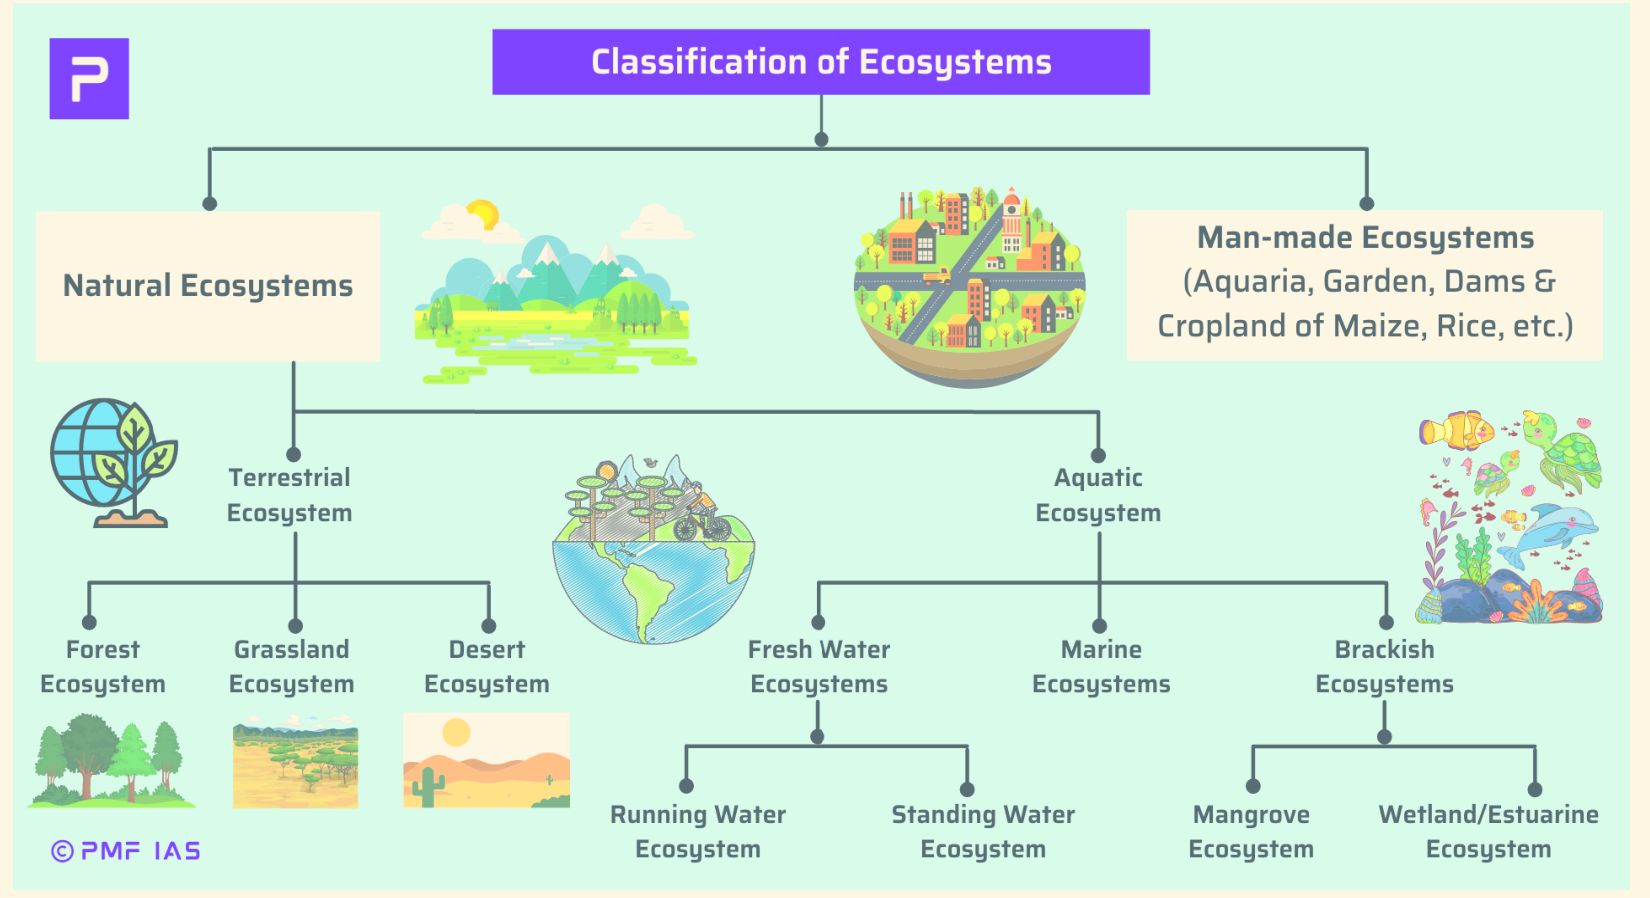 P
Classification of Ecosystems
Natural Ecosystems
Man-made Ecosystems
(Aquaria, Garden, Dams &
Cropland of Maize, Rice, etc.)
Terrestrial
Ecosystem
Aquatic
Ecosystem
Forest
Ecosystem
Grassland
Ecosystem
Desert
Ecosystem
Fresh Water
Ecosystems
Marine
Ecosystems
Brackish
Ecosystems
Running Water
Ecosystem
Standing Water
Ecosystem
Mangrove
Ecosystem
Wetland/Estuarine
Ecosystem
© PMF IAS